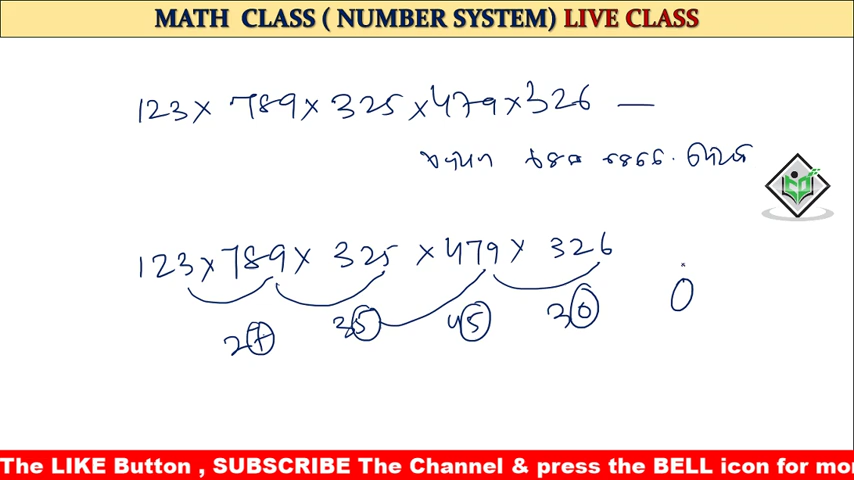 MATH CLASS ( NUMBER SYSTEM) LIVE CLASS
123 × 789 × 325 × 479 × 326 —
123 × 789 × 325 × 479 × 326
27 35 45 30 0
The LIKE Button , SUBSCRIBE The Channel & press the BELL icon for mo